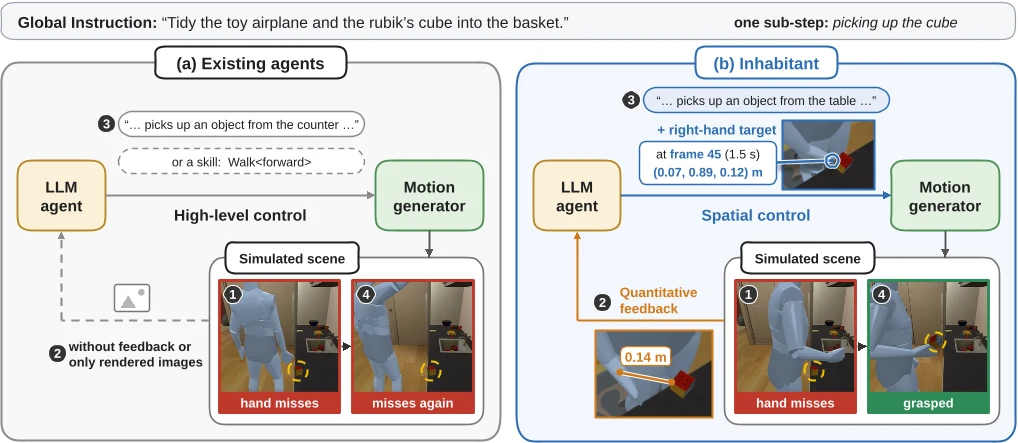 Global Instruction: “Tidy the toy airplane and the rubik’s cube into the basket.”
one sub-step: picking up the cube
(a) Existing agents
3
“… picks up an object from the counter …”
or a skill: Walk<forward>
LLM
agent
Motion
generator
High-level control
Simulated scene
1
4
2
without feedback or
only rendered images
hand misses
misses again
(b) Inhabitant
3
“… picks up an object from the table …”
+ right-hand target
at frame 45 (1.5 s)
(0.07, 0.89, 0.12) m
LLM
agent
Motion
generator
Spatial control
Simulated scene
2
Quantitative
feedback
0.14 m
1
4
hand misses
grasped